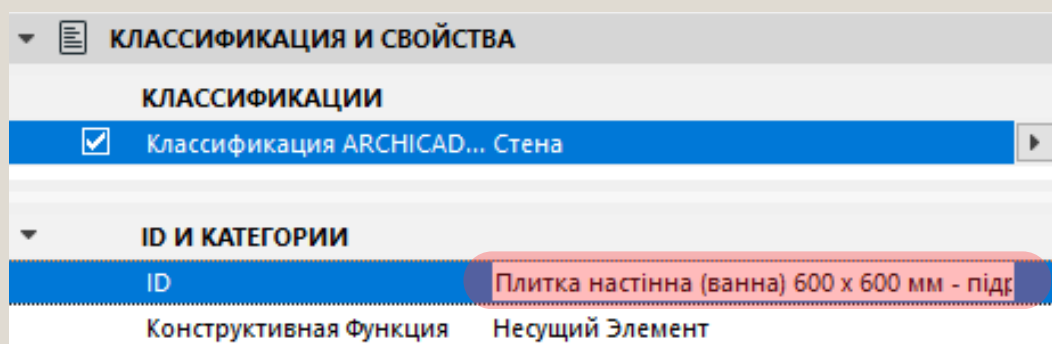 КЛАССИФИКАЦИЯ И СВОЙСТВА
КЛАССИФИКАЦИИ
Классификация ARCHICAD... Стена
ID И КАТЕГОРИИ
ID Плитка настінна (ванна) 600 x 600 мм - підр
Конструктивная Функция Несущий Элемент